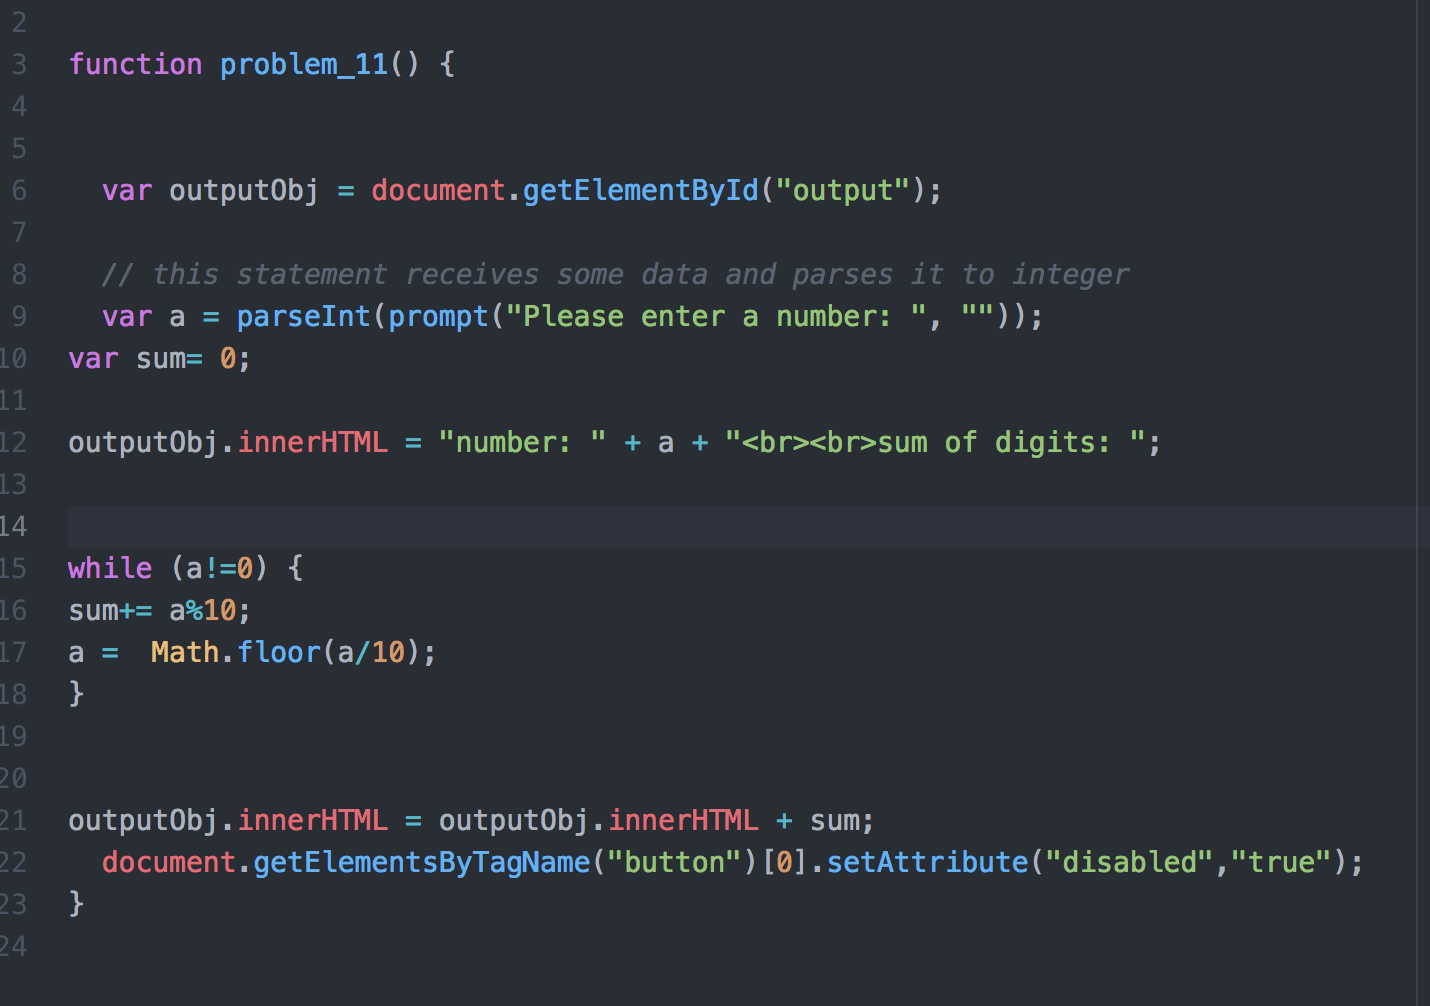 2
3 function problem_11() {
4
5
6 var outputObj = document.getElementById("output");
7
8 // this statement receives some data and parses it to integer
9 var a = parseInt(prompt("Please enter a number: ", ""));
10 var sum= 0;
11
12 outputObj.innerHTML = "number: " + a + "<br><br>sum of digits: ";
13
14
15 while (a!=0) {
16 sum+= a%10;
17 a =  Math.floor(a/10);
18 }
19
20
21 outputObj.innerHTML = outputObj.innerHTML + sum;
22 document.getElementsByTagName("button")[0].setAttribute("disabled","true");
23 }
24